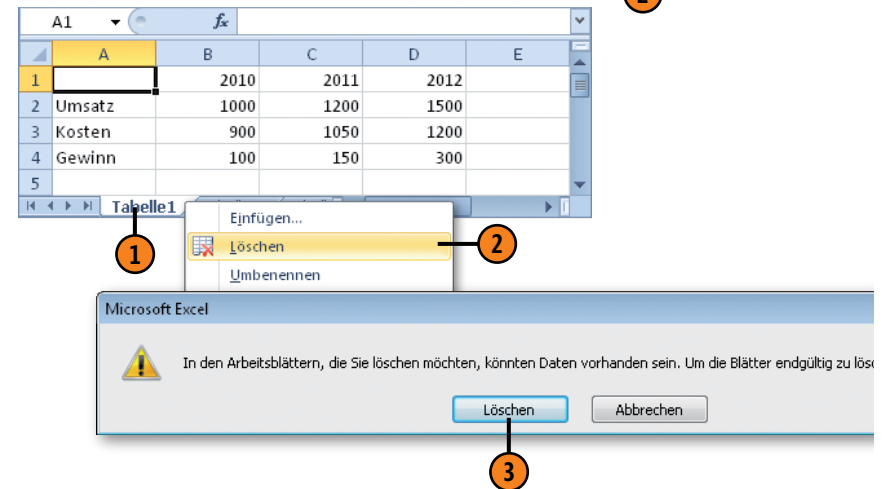 2
A1 fx
A B C D E
1 2010 2011 2012
2 Umsatz 1000 1200 1500
3 Kosten 900 1050 1200
4 Gewinn 100 150 300
5
Tabelle1
Einfügen...
1
Löschen
2
Umbenennen
Microsoft Excel
In den Arbeitsblättern, die Sie löschen möchten, könnten Daten vorhanden sein. Um die Blätter endgültig zu
Löschen Abbrechen
3